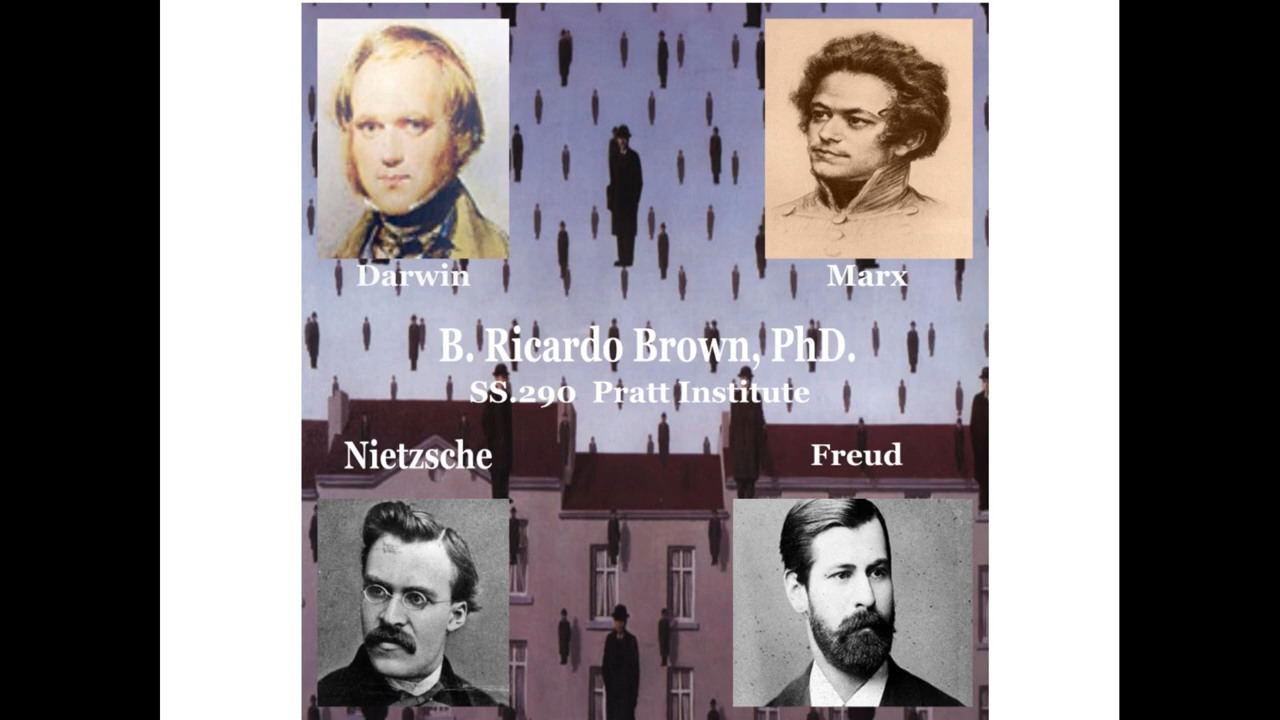 Darwin
Marx
B. Ricardo Brown, PhD.
SS.290 Pratt Institute
Nietzsche
Freud